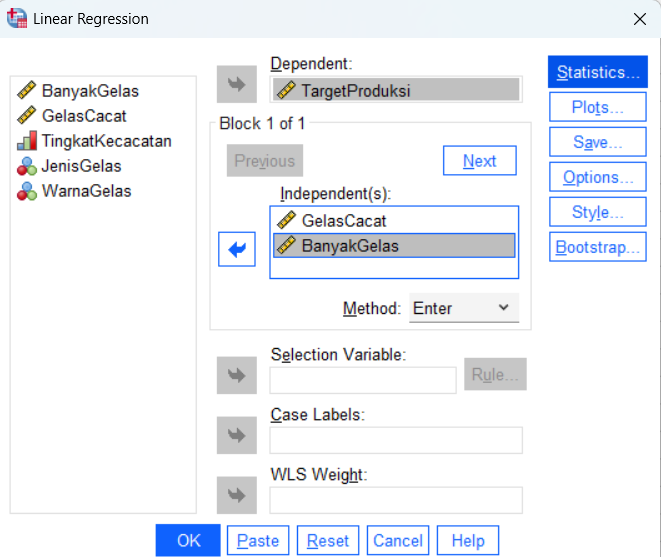 Linear Regression
BanyakGelas
GelasCacat
TingkatKecacatan
JenisGelas
WarnaGelas
Dependent:
TargetProduksi
Block 1 of 1
Previous
Next
Independent(s):
GelasCacat
BanyakGelas
Method: Enter
Selection Variable:
Rule...
Case Labels:
WLS Weight:
Statistics...
Plots...
Save...
Options...
Style...
Bootstrap...
OK Paste Reset Cancel Help